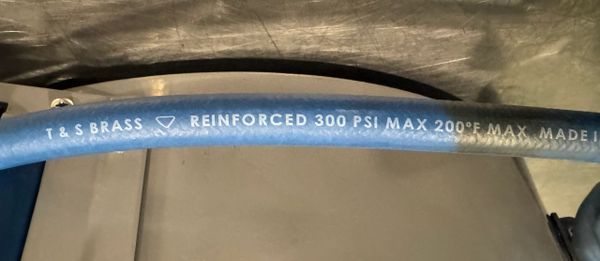 T & S BRASS REINFORCED 300 PSI MAX 200°F MAX MADE